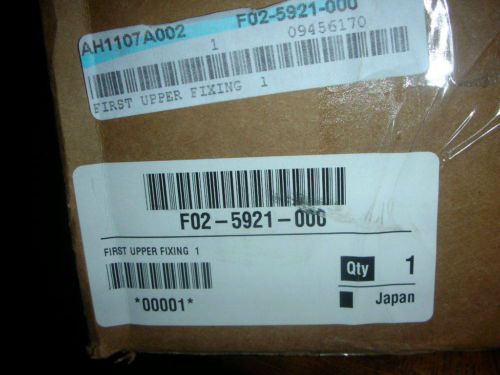 AH1107A002 1 F02-5921-000
09456170
FIRST UPPER FIXING 1
F02-5921-000
FIRST UPPER FIXING 1
Qty 1
*00001*
Japan